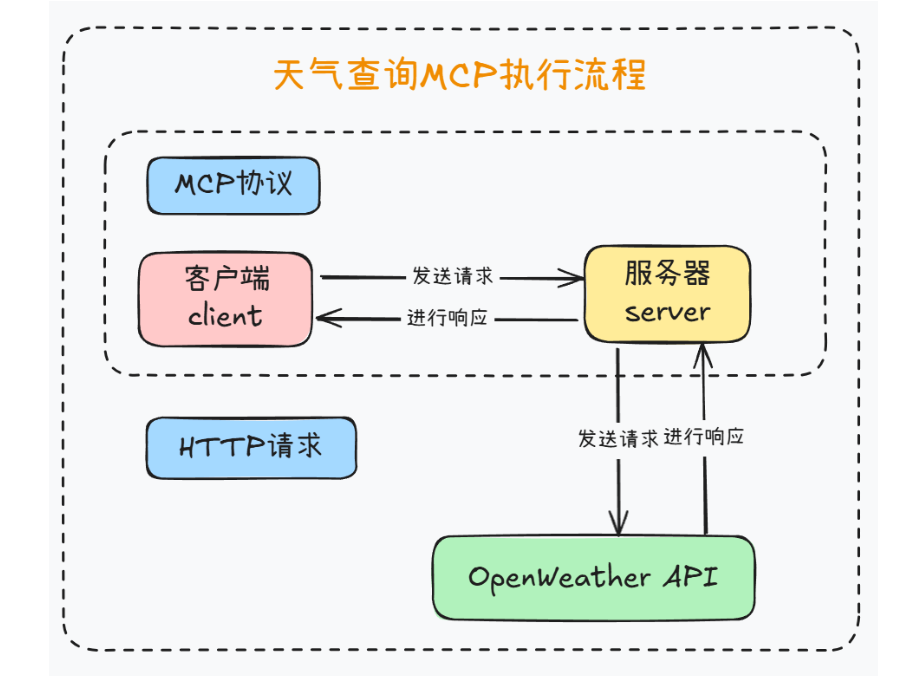 天气查询MCP执行流程
MCP协议
客户端
client
发送请求
进行响应
服务器
server
HTTP请求
发送请求
进行响应
OpenWeather API